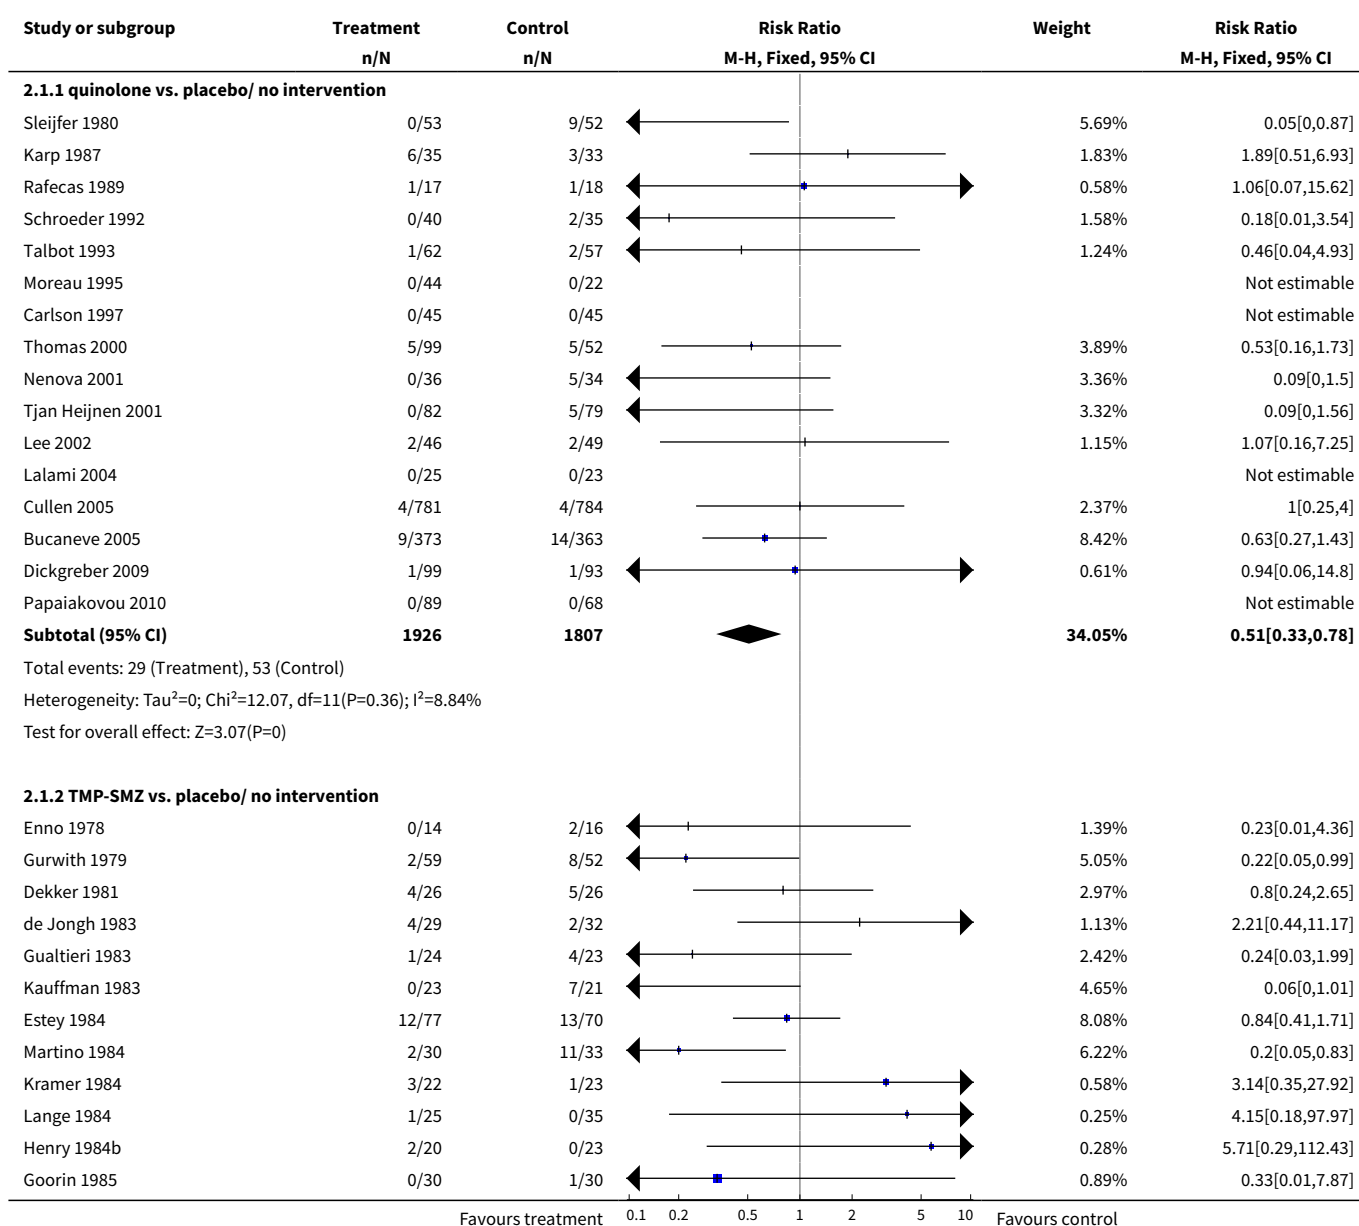 Study or subgroup Treatment Control Risk Ratio Weight Risk Ratio
n/N n/N M-H, Fixed, 95% CI M-H, Fixed, 95% CI
2.1.1 quinolone vs. placebo/ no intervention
Sleijfer 1980 0/53 9/52 5.69% 0.05[0,0.87]
Karp 1987 6/35 3/33 1.83% 1.89[0.51,6.93]
Rafecas 1989 1/17 1/18 0.58% 1.06[0.07,15.62]
Schroeder 1992 0/40 2/35 1.58% 0.18[0.01,3.54]
Talbot 1993 1/62 2/57 1.24% 0.46[0.04,4.93]
Moreau 1995 0/44 0/22 Not estimable
Carlson 1997 0/45 0/45 Not estimable
Thomas 2000 5/99 5/52 3.89% 0.53[0.16,1.73]
Nenova 2001 0/36 5/34 3.36% 0.09[0,1.5]
Tjan Heijnen 2001 0/82 5/79 3.32% 0.09[0,1.56]
Lee 2002 2/46 2/49 1.15% 1.07[0.16,7.25]
Lalami 2004 0/25 0/23 Not estimable
Cullen 2005 4/781 4/784 2.37% 1[0.25,4]
Bucaneve 2005 9/373 14/363 8.42% 0.63[0.27,1.43]
Dickgreber 2009 1/99 1/93 0.61% 0.94[0.06,14.8]
Papaiakovou 2010 0/89 0/68 Not estimable
Subtotal (95% CI) 1926 1807 34.05% 0.51[0.33,0.78]
Total events: 29 (Treatment), 53 (Control)
Heterogeneity: Tau²=0; Chi²=12.07, df=11(P=0.36); I²=8.84%
Test for overall effect: Z=3.07(P=0)
2.1.2 TMP-SMZ vs. placebo/ no intervention
Enno 1978 0/14 2/16 1.39% 0.23[0.01,4.36]
Gurwith 1979 2/59 8/52 5.05% 0.22[0.05,0.99]
Dekker 1981 4/26 5/26 2.97% 0.8[0.24,2.65]
de Jongh 1983 4/29 2/32 1.13% 2.21[0.44,11.17]
Gualtieri 1983 1/24 4/23 2.42% 0.24[0.03,1.99]
Kauffman 1983 0/23 7/21 4.65% 0.06[0,1.01]
Estey 1984 12/77 13/70 8.08% 0.84[0.41,1.71]
Martino 1984 2/30 11/33 6.22% 0.2[0.05,0.83]
Kramer 1984 3/22 1/23 0.58% 3.14[0.35,27.92]
Lange 1984 1/25 0/35 0.25% 4.15[0.18,97.97]
Henry 1984b 2/20 0/23 0.28% 5.71[0.29,112.43]
Goorin 1985 0/30 1/30 0.89% 0.33[0.01,7.87]
Favours treatment 0.1 0.2 0.5 1 2 5 10 Favours control